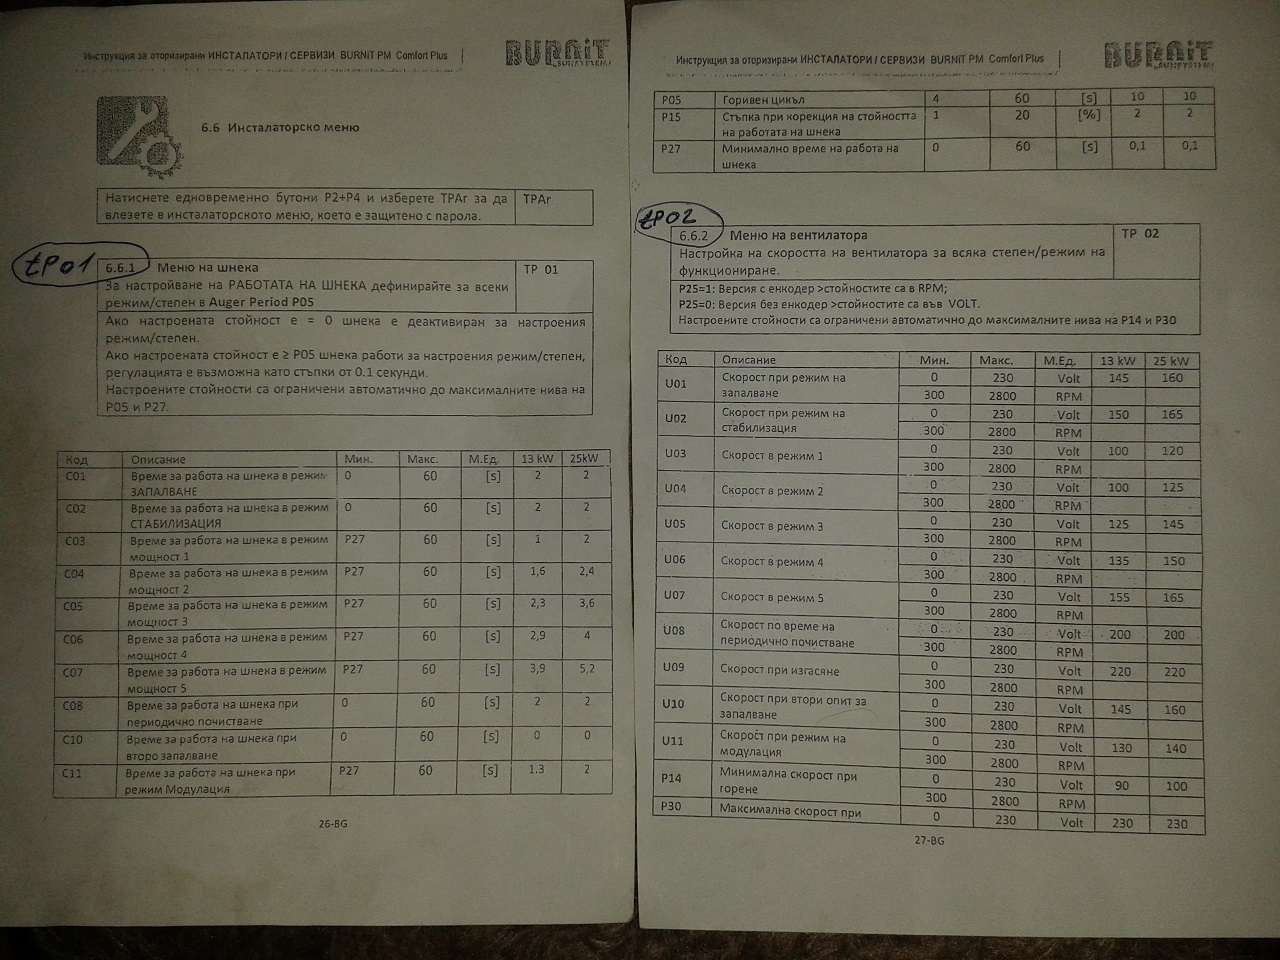 Инструкция за оторизирани ИНСТАЛАТОРИ / СЕРВИЗИ BURNiT PM Comfort Plus
BURNiT
by SUNSYSTEM
6.6 Инсталаторско меню
Натиснете едновременно бутони P2+P4 и изберете TPAr за да TPAr
влезете в инсталаторското меню, което е защитено с парола.
tP01
6.6.1 Меню на шнека TP 01
За настройване на РАБОТАТА НА ШНЕКА дефинирайте за всеки
режим/степен в Auger Period P05
Ако настроената стойност е = 0 шнека е деактивиран за настроения
режим/степен.
Ако настроената стойност е ≥ P05 шнека работи за настроения режим/степен,
регулацията е възможна като стъпки от 0.1 секунди.
Настроените стойности са ограничени автоматично до максималните нива на
P05 и P27.
Код Описание Мин. Макс. М.Ед. 13 kW 25kW
C01 Време за работа на шнека в режим 0 60 [s] 2 2
ЗАПАЛВАНЕ
C02 Време за работа на шнека в режим 0 60 [s] 2 2
СТАБИЛИЗАЦИЯ
C03 Време за работа на шнека в режим P27 60 [s] 1 2
мощност 1
C04 Време за работа на шнека в режим P27 60 [s] 1,6 2,4
мощност 2
C05 Време за работа на шнека в режим P27 60 [s] 2,3 3,6
мощност 3
C06 Време за работа на шнека в режим P27 60 [s] 2,9 4
мощност 4
C07 Време за работа на шнека в режим P27 60 [s] 3,9 5,2
мощност 5
C08 Време за работа на шнека при 0 60 [s] 2 2
периодично почистване
C10 Време за работа на шнека при 0 60 [s] 0 0
второ запалване
C11 Време за работа на шнека при P27 60 [s] 1.3 2
режим Модулация
26-BG
Инструкция за оторизирани ИНСТАЛАТОРИ / СЕРВИЗИ BURNiT PM Comfort Plus
BURNiT
by SUNSYSTEM
P05 Горивен цикъл 4 60 [s] 10 10
P15 Стъпка при корекция на стойността 1 20 [%] 2 2
на работата на шнека
P27 Минимално време на работа на 0 60 [s] 0,1 0,1
шнека
tP02
6.6.2 Меню на вентилатора TP 02
Настройка на скоростта на вентилатора за всяка степен/режим на
функциониране.
P25=1: Версия с енкодер >стойностите са в RPM;
P25=0: Версия без енкодер >стойностите са във VOLT.
Настроените стойности са ограничени автоматично до максималните нива на P14 и P30
Код Описание Мин. Макс. М.Ед. 13 kW 25 kW
U01 Скорост при режим на 0 230 Volt 145 160
запалване 300 2800 RPM
U02 Скорост при режим на 0 230 Volt 150 165
стабилизация 300 2800 RPM
U03 Скорост в режим 1 0 230 Volt 100 120
300 2800 RPM
U04 Скорост в режим 2 0 230 Volt 100 125
300 2800 RPM
U05 Скорост в режим 3 0 230 Volt 125 145
300 2800 RPM
U06 Скорост в режим 4 0 230 Volt 135 150
300 2800 RPM
U07 Скорост в режим 5 0 230 Volt 155 165
300 2800 RPM
U08 Скорост по време на 0 230 Volt 200 200
периодично почистване 300 2800 RPM
U09 Скорост при изгасяне 0 230 Volt 220 220
300 2800 RPM
U10 Скорост при втори опит за 0 230 Volt 145 160
запалване 300 2800 RPM
U11 Скорост при режим на 0 230 Volt 130 140
модулация 300 2800 RPM
P14 Минимална скорост при 0 230 Volt 90 100
горене 300 2800 RPM
P30 Максимална скорост при 0 230 Volt 230 230
27-BG